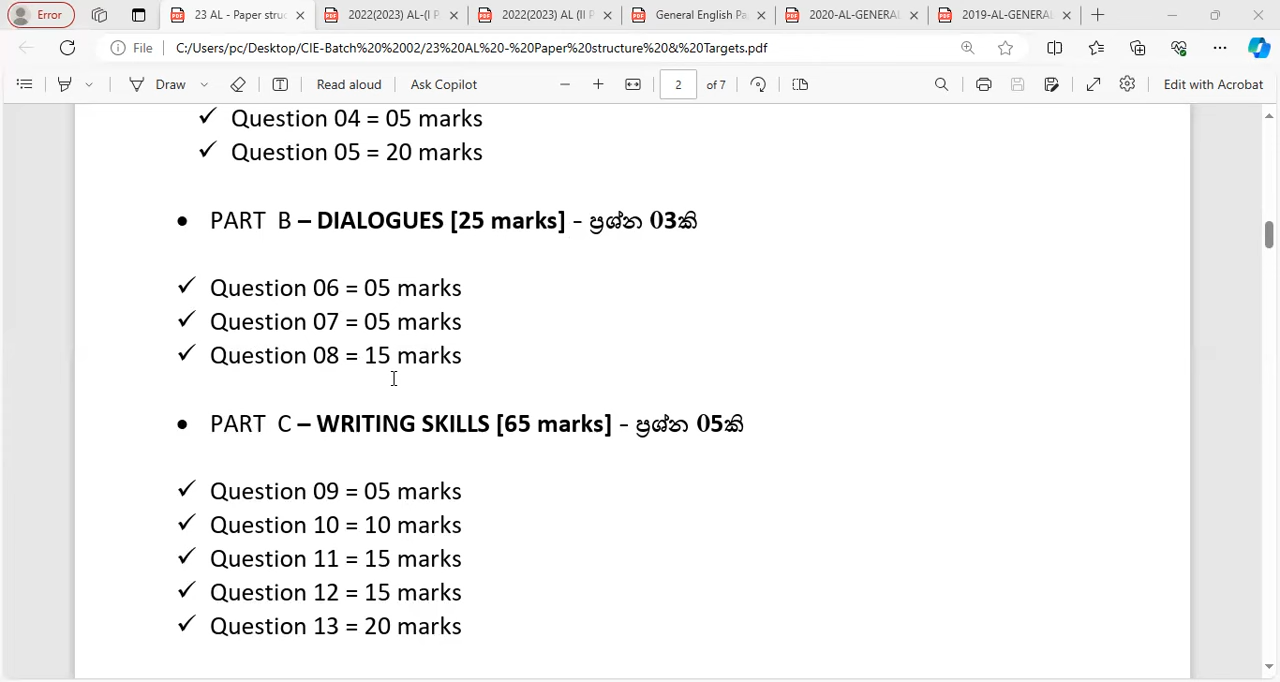 Error
23 AL - Paper struc
2022(2023) AL-(I P
2022(2023) AL (II P
General English Pa
2020-AL-GENERAL
2019-AL-GENERAL
File
C:/Users/pc/Desktop/CIE-Batch%20%2002/23%20AL%20-%20Paper%20structure%20&%20Targets.pdf
Draw
Read aloud
Ask Copilot
2
of 7
Edit with Acrobat
✓ Question 04 = 05 marks
✓ Question 05 = 20 marks
• PART B – DIALOGUES [25 marks] - ප්‍රශ්න 03කි
✓ Question 06 = 05 marks
✓ Question 07 = 05 marks
✓ Question 08 = 15 marks
• PART C – WRITING SKILLS [65 marks] - ප්‍රශ්න 05කි
✓ Question 09 = 05 marks
✓ Question 10 = 10 marks
✓ Question 11 = 15 marks
✓ Question 12 = 15 marks
✓ Question 13 = 20 marks